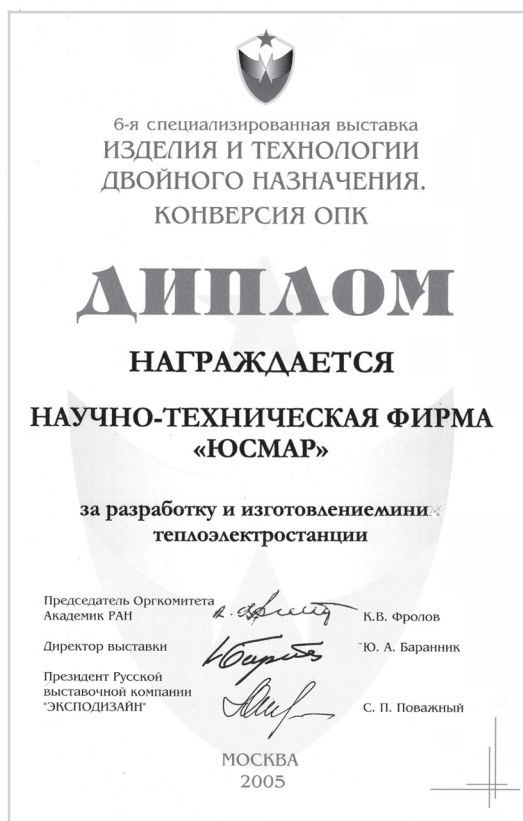 6-я специализированная выставка
ИЗДЕЛИЯ И ТЕХНОЛОГИИ
ДВОЙНОГО НАЗНАЧЕНИЯ.
КОНВЕРСИЯ ОПК
ДИПЛОМ
НАГРАЖДАЕТСЯ
НАУЧНО-ТЕХНИЧЕСКАЯ ФИРМА
«ЮСМАР»
за разработку и изготовлениемини
теплоэлектростанции
Председатель Оргкомитета
Академик РАН К.В. Фролов
Директор выставки Ю. А. Баранник
Президент Русской
выставочной компании
"ЭКСПОДИЗАЙН" С. П. Поважный
МОСКВА
2005